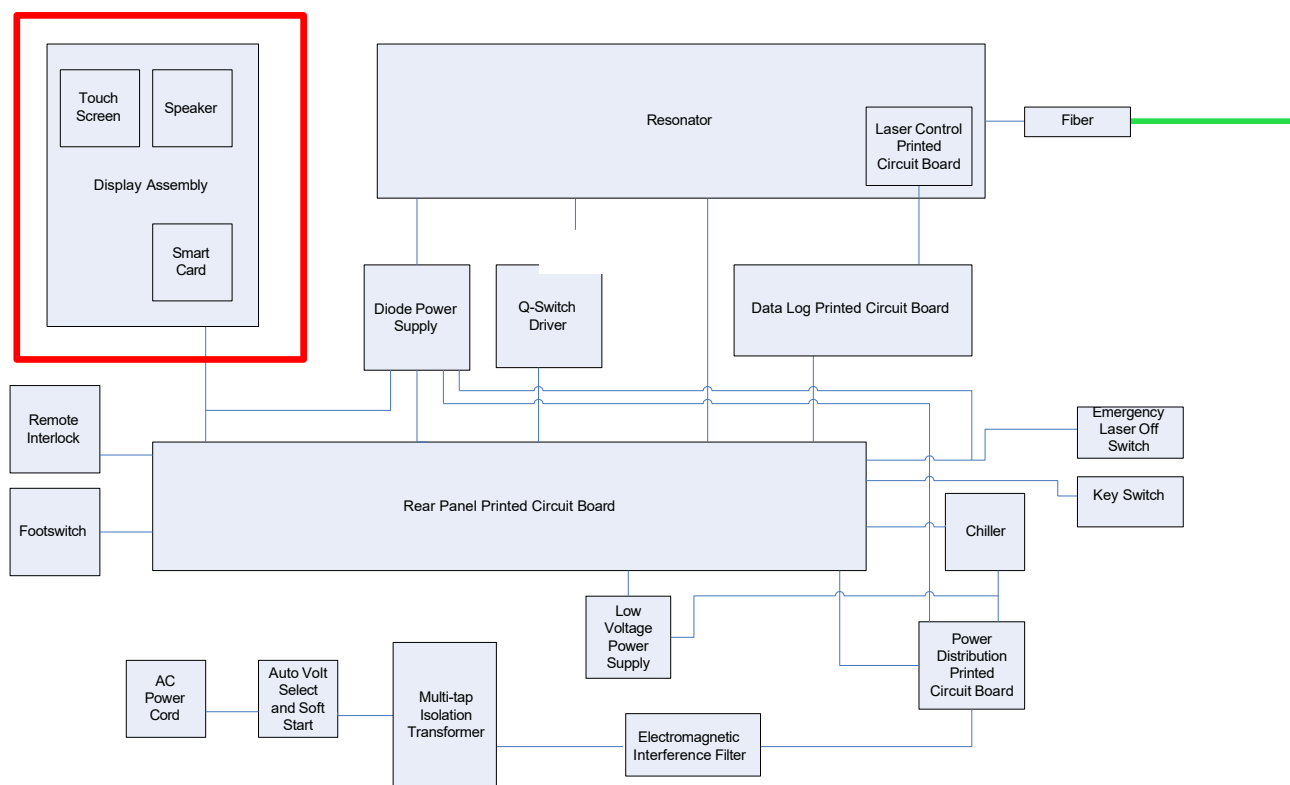 Touch
Screen
Speaker
Display Assembly
Smart
Card
Resonator
Laser Control
Printed
Circuit Board
Fiber
Diode Power
Supply
Q-Switch
Driver
Data Log Printed Circuit Board
Remote
Interlock
Footswitch
Rear Panel Printed Circuit Board
Emergency
Laser Off
Switch
Key Switch
Chiller
Low
Voltage
Power
Supply
Power
Distribution
Printed
Circuit Board
AC
Power
Cord
Auto Volt
Select
and Soft
Start
Multi-tap
Isolation
Transformer
Electromagnetic
Interference Filter